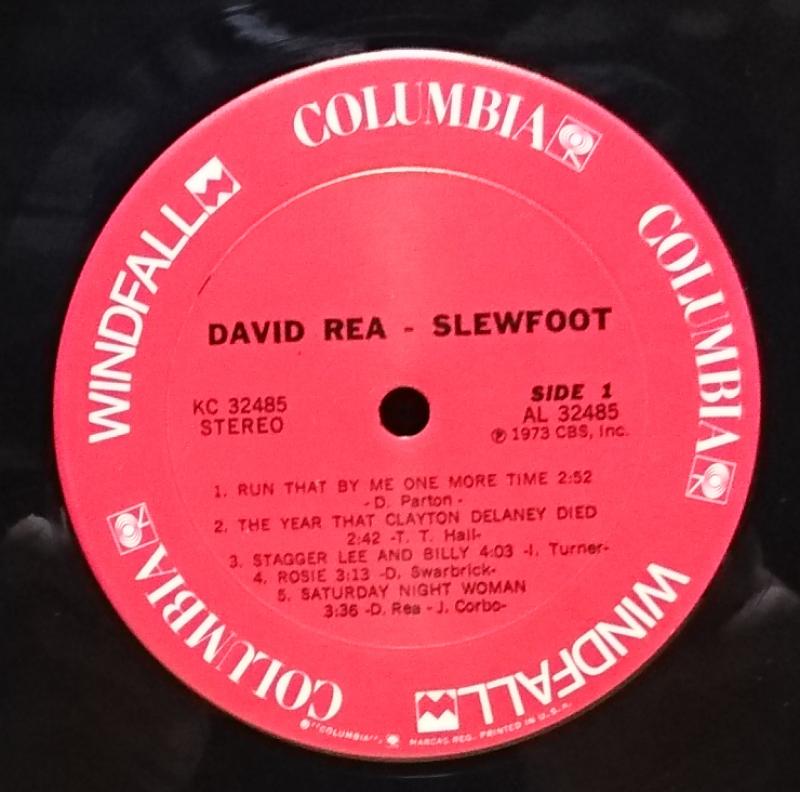 COLUMBIA
COLUMBIA
WINDFALL
COLUMBIA
COLUMBIA
WINDFALL
DAVID REA - SLEWFOOT
KC 32485
STEREO
SIDE 1
AL 32485
Ⓟ 1973 CBS, Inc.
1. RUN THAT BY ME ONE MORE TIME 2:52
-D. Parton -
2. THE YEAR THAT CLAYTON DELANEY DIED
2:42 -T. T. Hall-
3. STAGGER LEE AND BILLY 4:03 -I. Turner-
4. ROSIE 3:13 -D. Swarbrick-
5. SATURDAY NIGHT WOMAN
3:36 -D. Rea - J. Corbo-
"COLUMBIA", MARCAS REG. PRINTED IN U.S.A.